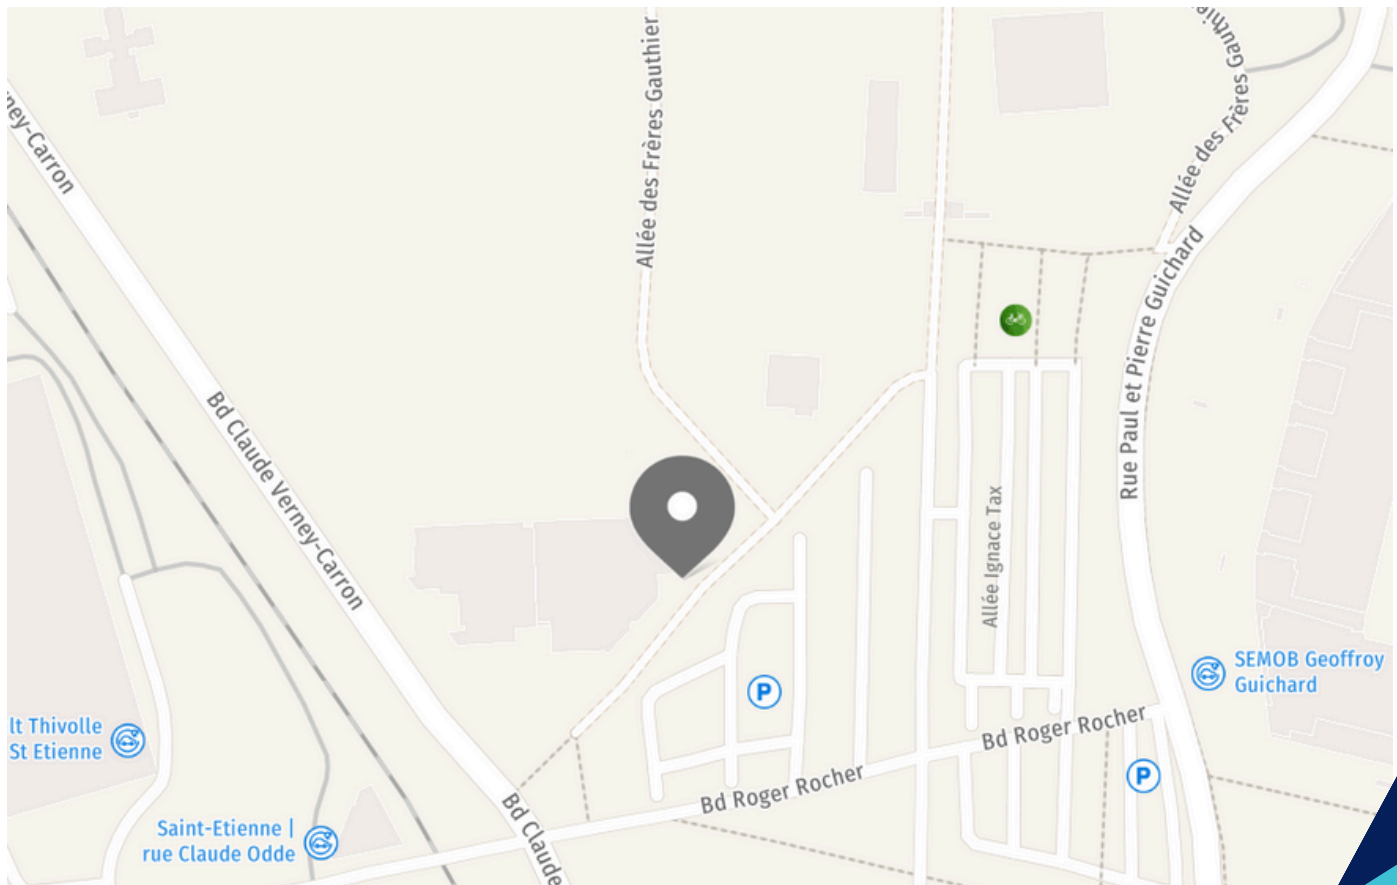 Allée des Frères Gauthier
Allée des Frères Gauthier
ney-Carron
Rue Paul et Pierre Guichard
Bd Claude Verney-Carron
Allée Ignace Tax
SEMOB Geoffroy
Guichard
P
lt Thivolle
St Etienne
Bd Roger Rocher
Bd Roger Rocher
P
Saint-Etienne |
rue Claude Odde
Bd Claude